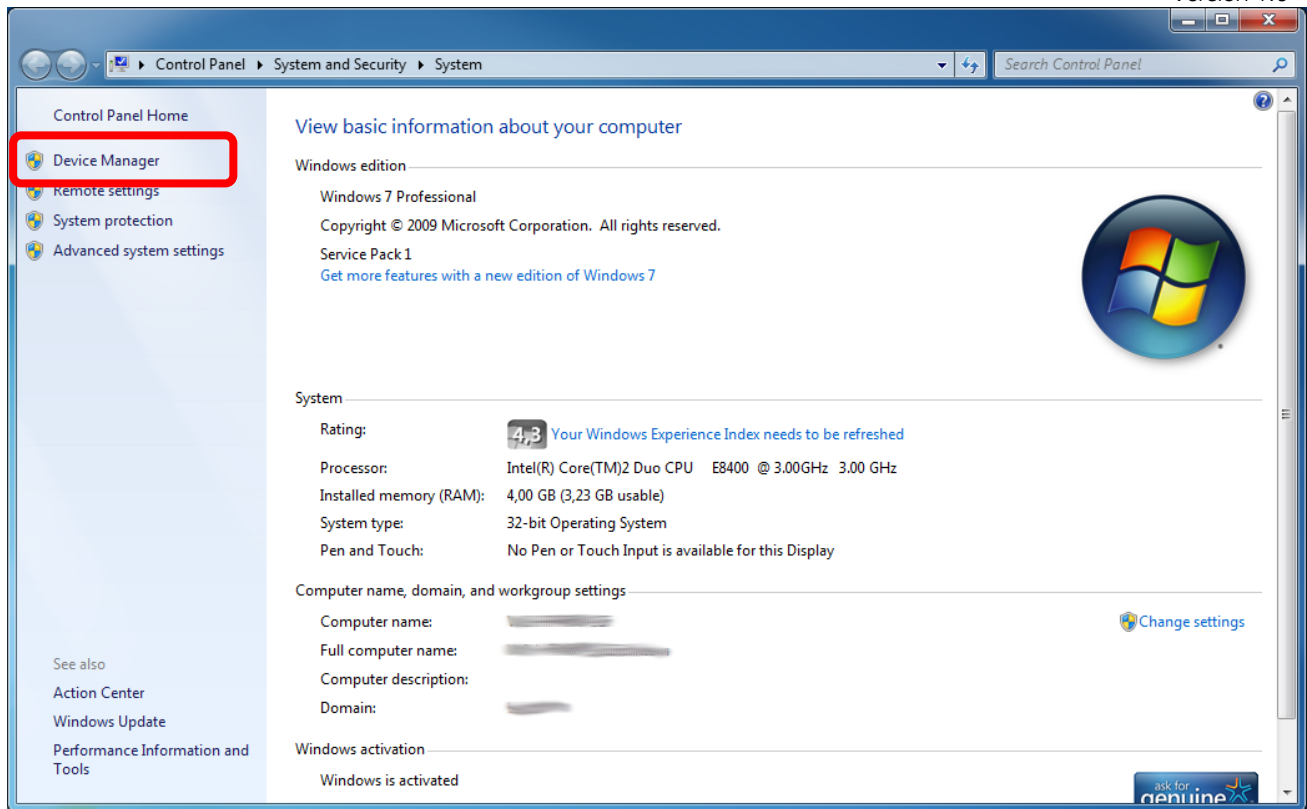 Control Panel ▸ System and Security ▸ System
Search Control Panel
Control Panel Home
Device Manager
Remote settings
System protection
Advanced system settings
See also
Action Center
Windows Update
Performance Information and
Tools
View basic information about your computer
Windows edition
Windows 7 Professional
Copyright © 2009 Microsoft Corporation. All rights reserved.
Service Pack 1
Get more features with a new edition of Windows 7
System
Rating: 4,3 Your Windows Experience Index needs to be refreshed
Processor: Intel(R) Core(TM)2 Duo CPU E8400 @ 3.00GHz 3.00 GHz
Installed memory (RAM): 4,00 GB (3,23 GB usable)
System type: 32-bit Operating System
Pen and Touch: No Pen or Touch Input is available for this Display
Computer name, domain, and workgroup settings
Computer name: Change settings
Full computer name:
Computer description:
Domain:
Windows activation
Windows is activated
ask for
genuine